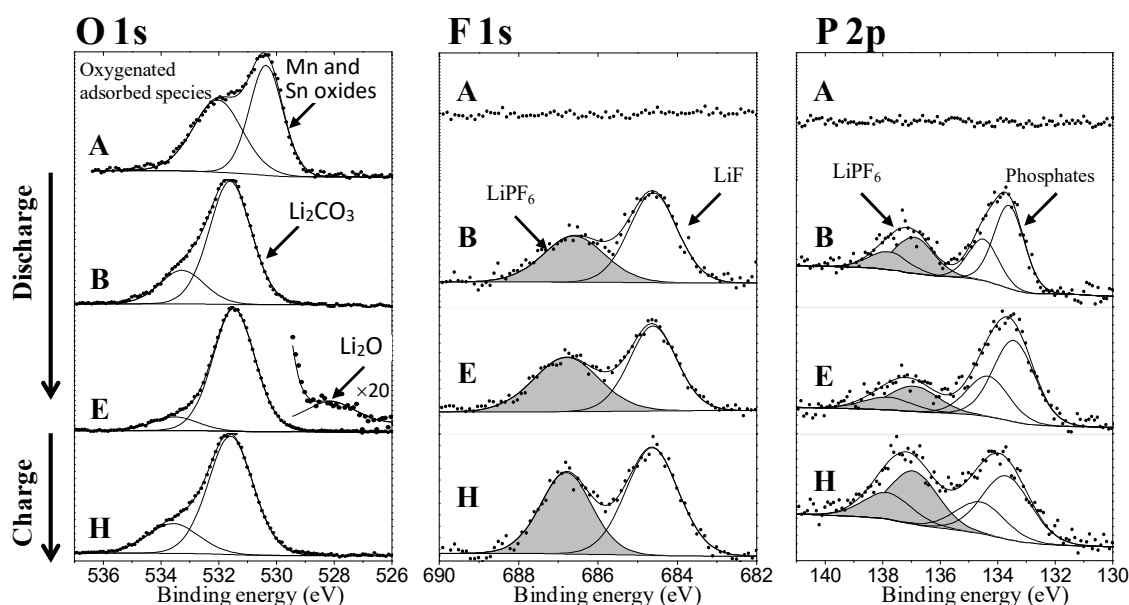 O 1s
F 1s
P 2p
Oxygenated
adsorbed species
Mn and
Sn oxides
A
Li₂CO₃
B
Li₂O
×20
E
H
536 534 532 530 528 526
Binding energy (eV)
Discharge
Charge
A
LiPF₆
LiF
B
E
H
690 688 686 684 682
Binding energy (eV)
A
LiPF₆
Phosphates
B
E
H
140 138 136 134 132 130
Binding energy (eV)